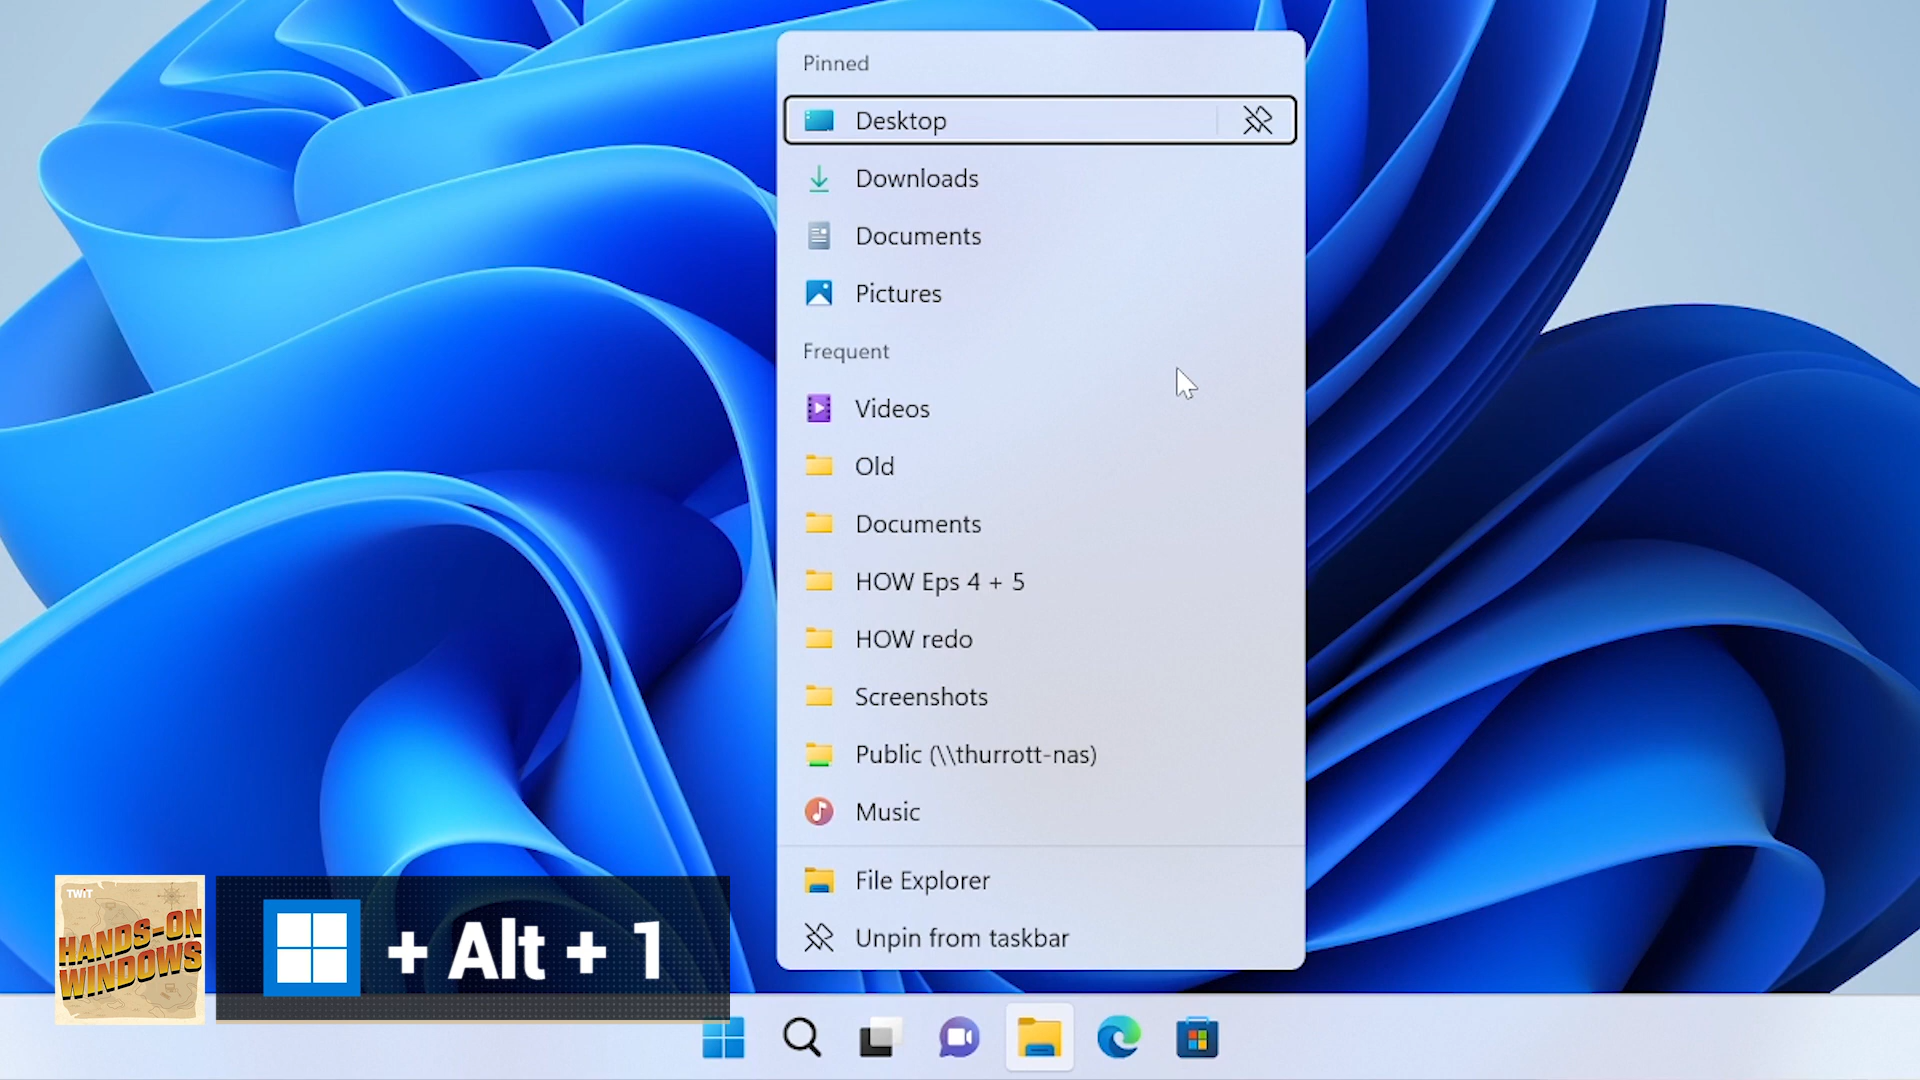 Pinned
Desktop
Downloads
Documents
Pictures
Frequent
Videos
Old
Documents
HOW Eps 4 + 5
HOW redo
Screenshots
Public (\\thurrott-nas)
Music
File Explorer
Unpin from taskbar
TWiT
HANDS-ON
WINDOWS
+ Alt + 1